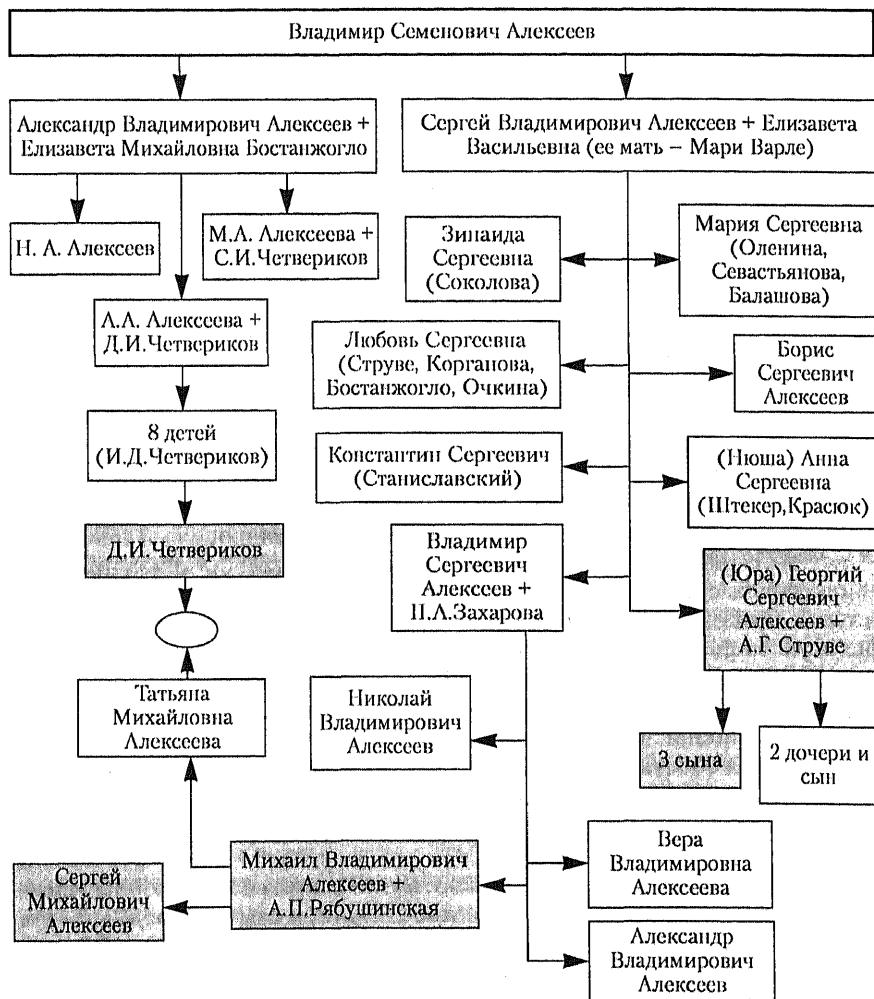 Владимир Семенович Алексеев
Александр Владимирович Алексеев +
Елизавета Михайловна Бостанжогло
Сергей Владимирович Алексеев + Елизавета
Васильевна (ее мать – Мари Варле)
Н. А. Алексеев
М.А. Алексеева +
С.И.Четвериков
Зинаида
Сергеевна
(Соколова)
Мария Сергеевна
(Оленина,
Севастьянова,
Балашова)
А.А. Алексеева +
Д.И.Четвериков
Любовь Сергеевна
(Струве, Корганова,
Бостанжогло, Очкина)
Борис
Сергеевич
Алексеев
8 детей
(И.Д.Четвериков)
Константин Сергеевич
(Станиславский)
(Нюша) Анна
Сергеевна
(Штекер,Красюк)
Д.И.Четвериков
Владимир
Сергеевич
Алексеев +
П.А.Захарова
(Юра) Георгий
Сергеевич
Алексеев +
А.Г. Струве
Татьяна
Михайловна
Алексеева
Николай
Владимирович
Алексеев
3 сына
2 дочери и
сын
Сергей
Михайлович
Алексеев
Михаил Владимирович
Алексеев +
А.П.Рябушинская
Вера
Владимировна
Алексеева
Александр
Владимирович
Алексеев